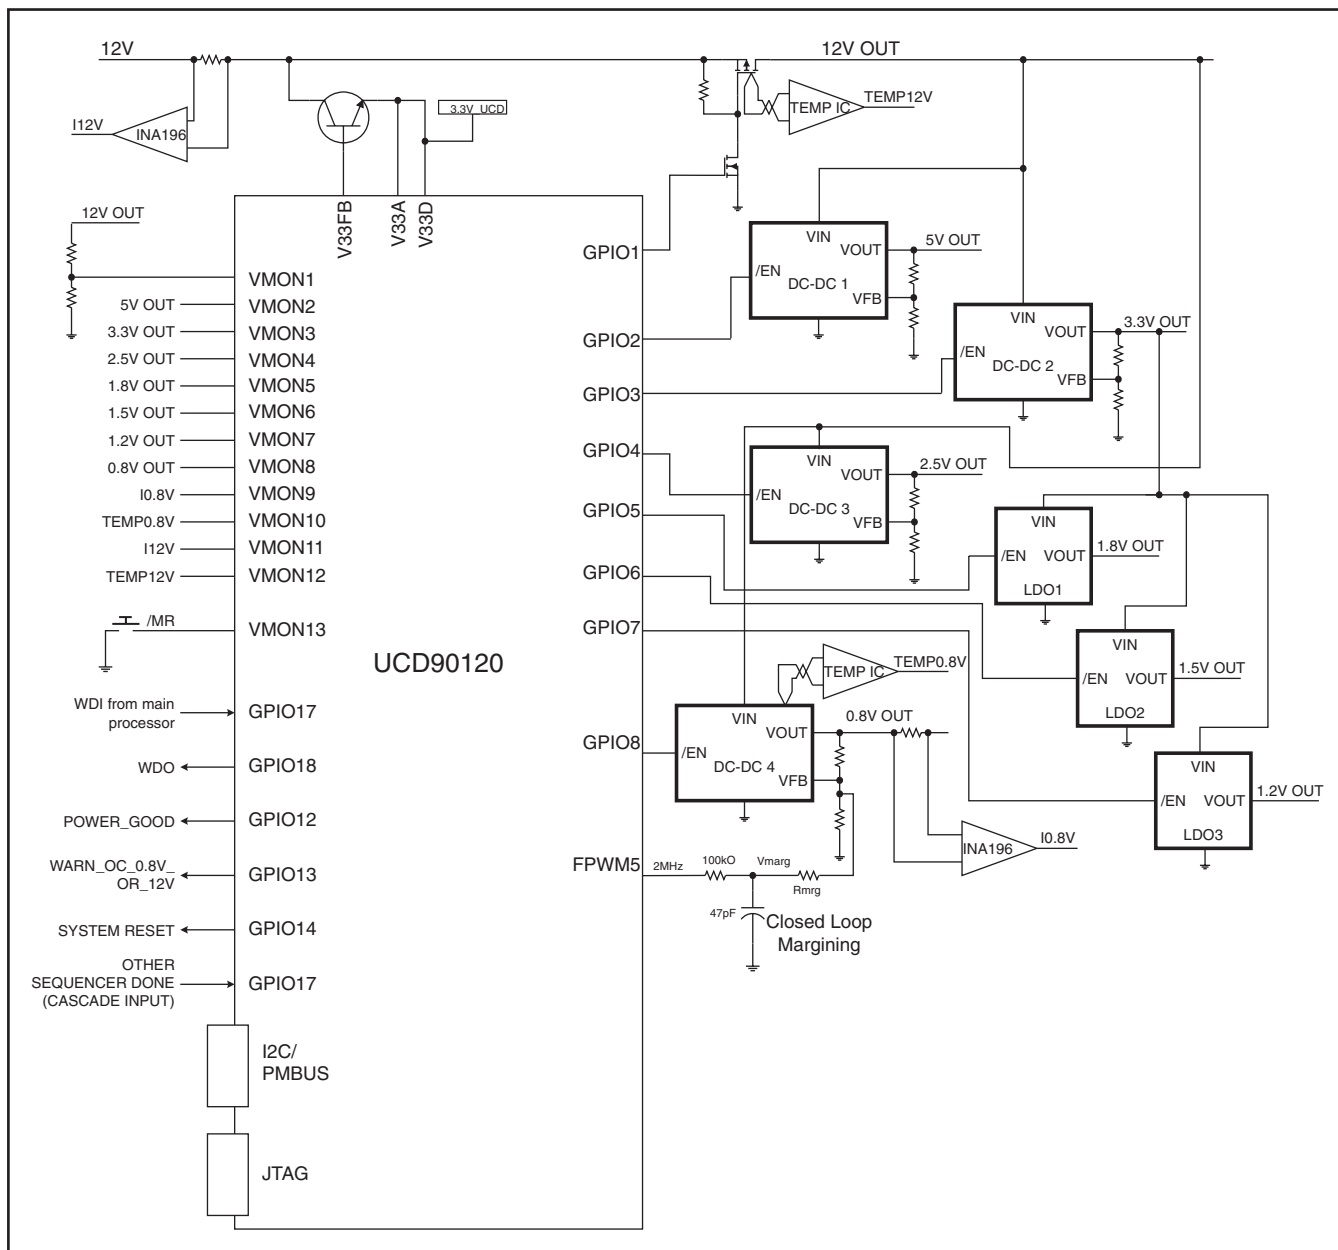 12V
12V OUT
I12V
INA196
3.3V_UCD
TEMP IC
TEMP12V
12V OUT
V33FB
V33A
V33D
VMON1
5V OUT
VMON2
3.3V OUT
VMON3
2.5V OUT
VMON4
1.8V OUT
VMON5
1.5V OUT
VMON6
1.2V OUT
VMON7
0.8V OUT
VMON8
I0.8V
VMON9
TEMP0.8V
VMON10
I12V
VMON11
TEMP12V
VMON12
/MR
VMON13
UCD90120
WDI from main
processor
GPIO17
WDO
GPIO18
POWER_GOOD
GPIO12
WARN_OC_0.8V_
OR_12V
GPIO13
SYSTEM RESET
GPIO14
OTHER
SEQUENCER DONE
(CASCADE INPUT)
GPIO17
I2C/
PMBUS
JTAG
GPIO1
GPIO2
GPIO3
GPIO4
GPIO5
GPIO6
GPIO7
GPIO8
FPWM5
VIN
VOUT
/EN
DC-DC 1
VFB
5V OUT
VIN
VOUT
/EN
DC-DC 2
VFB
3.3V OUT
VIN
VOUT
/EN
DC-DC 3
VFB
2.5V OUT
VIN
/EN
VOUT
LDO1
1.8V OUT
VIN
/EN
VOUT
LDO2
1.5V OUT
VIN
/EN
VOUT
LDO3
1.2V OUT
TEMP IC
TEMP0.8V
VIN
VOUT
/EN
DC-DC 4
VFB
0.8V OUT
INA196
I0.8V
2MHz
100kO
Vmarg
Rmrg
47pF
Closed Loop
Margining